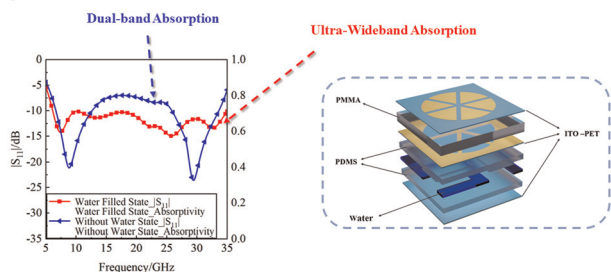 Dual-band Absorption
Ultra-Wideband Absorption
0
-5
-10
-15
-20
-25
-30
-35
|S11|/dB
1.0
0.8
0.6
0.4
0.2
0.0
Water Filled State_|S11|
Water Filled State_Absorptivity
Without Water State_|S11|
Without Water State_Absorptivity
5 10 15 20 25 30 35
Frequency/GHz
PMMA
ITO -PET
PDMS
Water